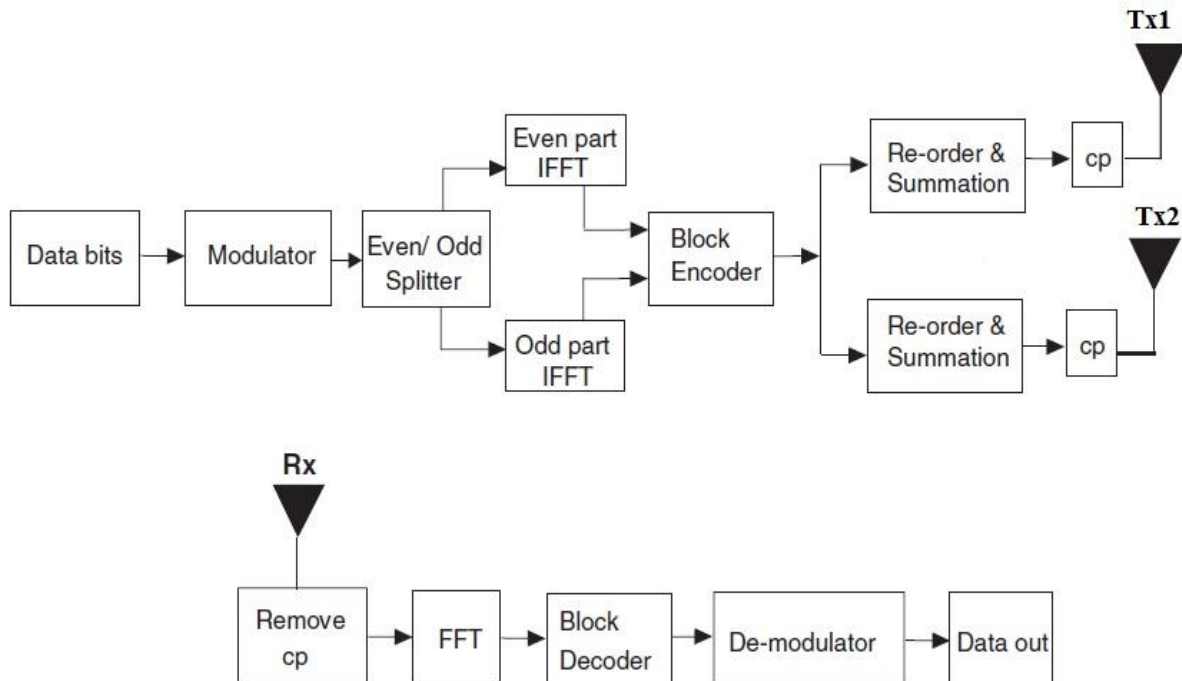 Tx1
Even part
IFFT
Re-order &
Summation
cp
Tx2
Data bits
Modulator
Even/ Odd
Splitter
Block
Encoder
Odd part
IFFT
Re-order &
Summation
cp
Rx
Remove
cp
FFT
Block
Decoder
De-modulator
Data out